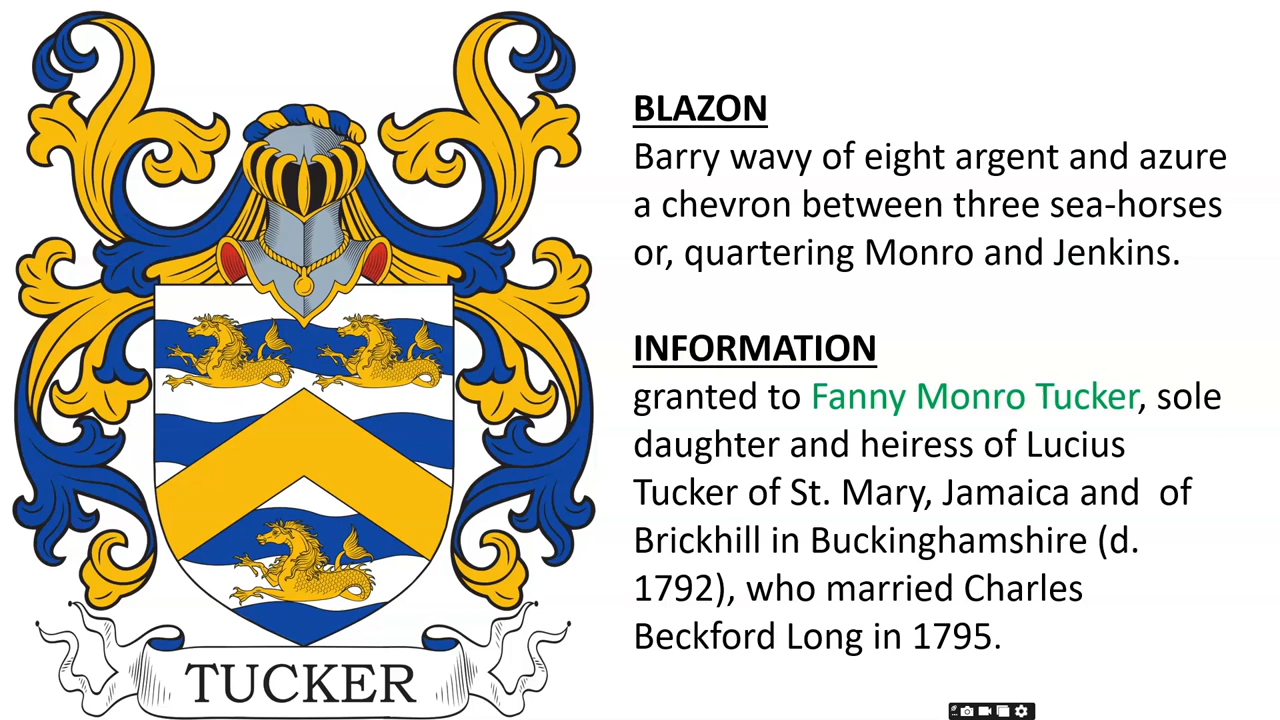 BLAZON
Barry wavy of eight argent and azure
a chevron between three sea-horses
or, quartering Monro and Jenkins.
INFORMATION
granted to Fanny Monro Tucker, sole
daughter and heiress of Lucius
Tucker of St. Mary, Jamaica and  of
Brickhill in Buckinghamshire (d.
1792), who married Charles
Beckford Long in 1795.
TUCKER